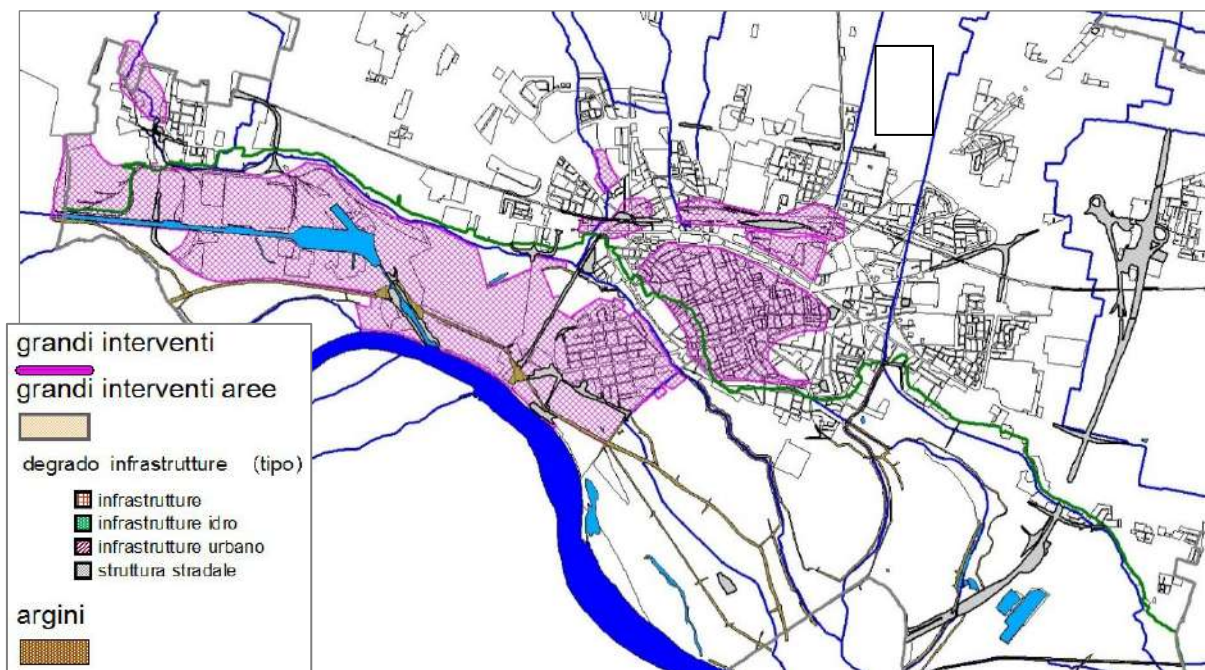 grandi interventi
grandi interventi aree
degrado infrastrutture (tipo)
infrastrutture
infrastrutture idro
infrastrutture urbano
struttura stradale
argini